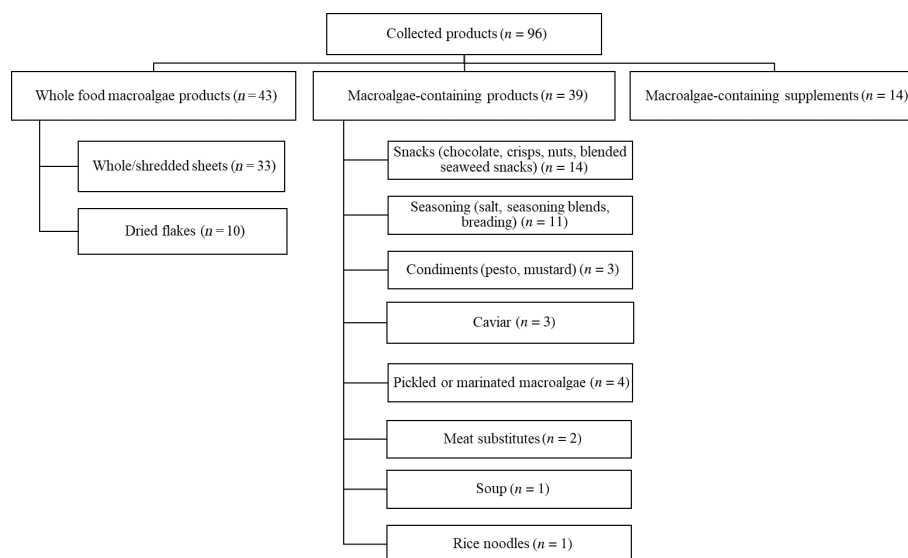 Collected products (n = 96)
Whole food macroalgae products (n = 43)
Macroalgae-containing products (n = 39)
Macroalgae-containing supplements (n = 14)
Whole/shredded sheets (n = 33)
Dried flakes (n = 10)
Snacks (chocolate, crisps, nuts, blended
seaweed snacks) (n = 14)
Seasoning (salt, seasoning blends,
breading) (n = 11)
Condiments (pesto, mustard) (n = 3)
Caviar (n = 3)
Pickled or marinated macroalgae (n = 4)
Meat substitutes (n = 2)
Soup (n = 1)
Rice noodles (n = 1)